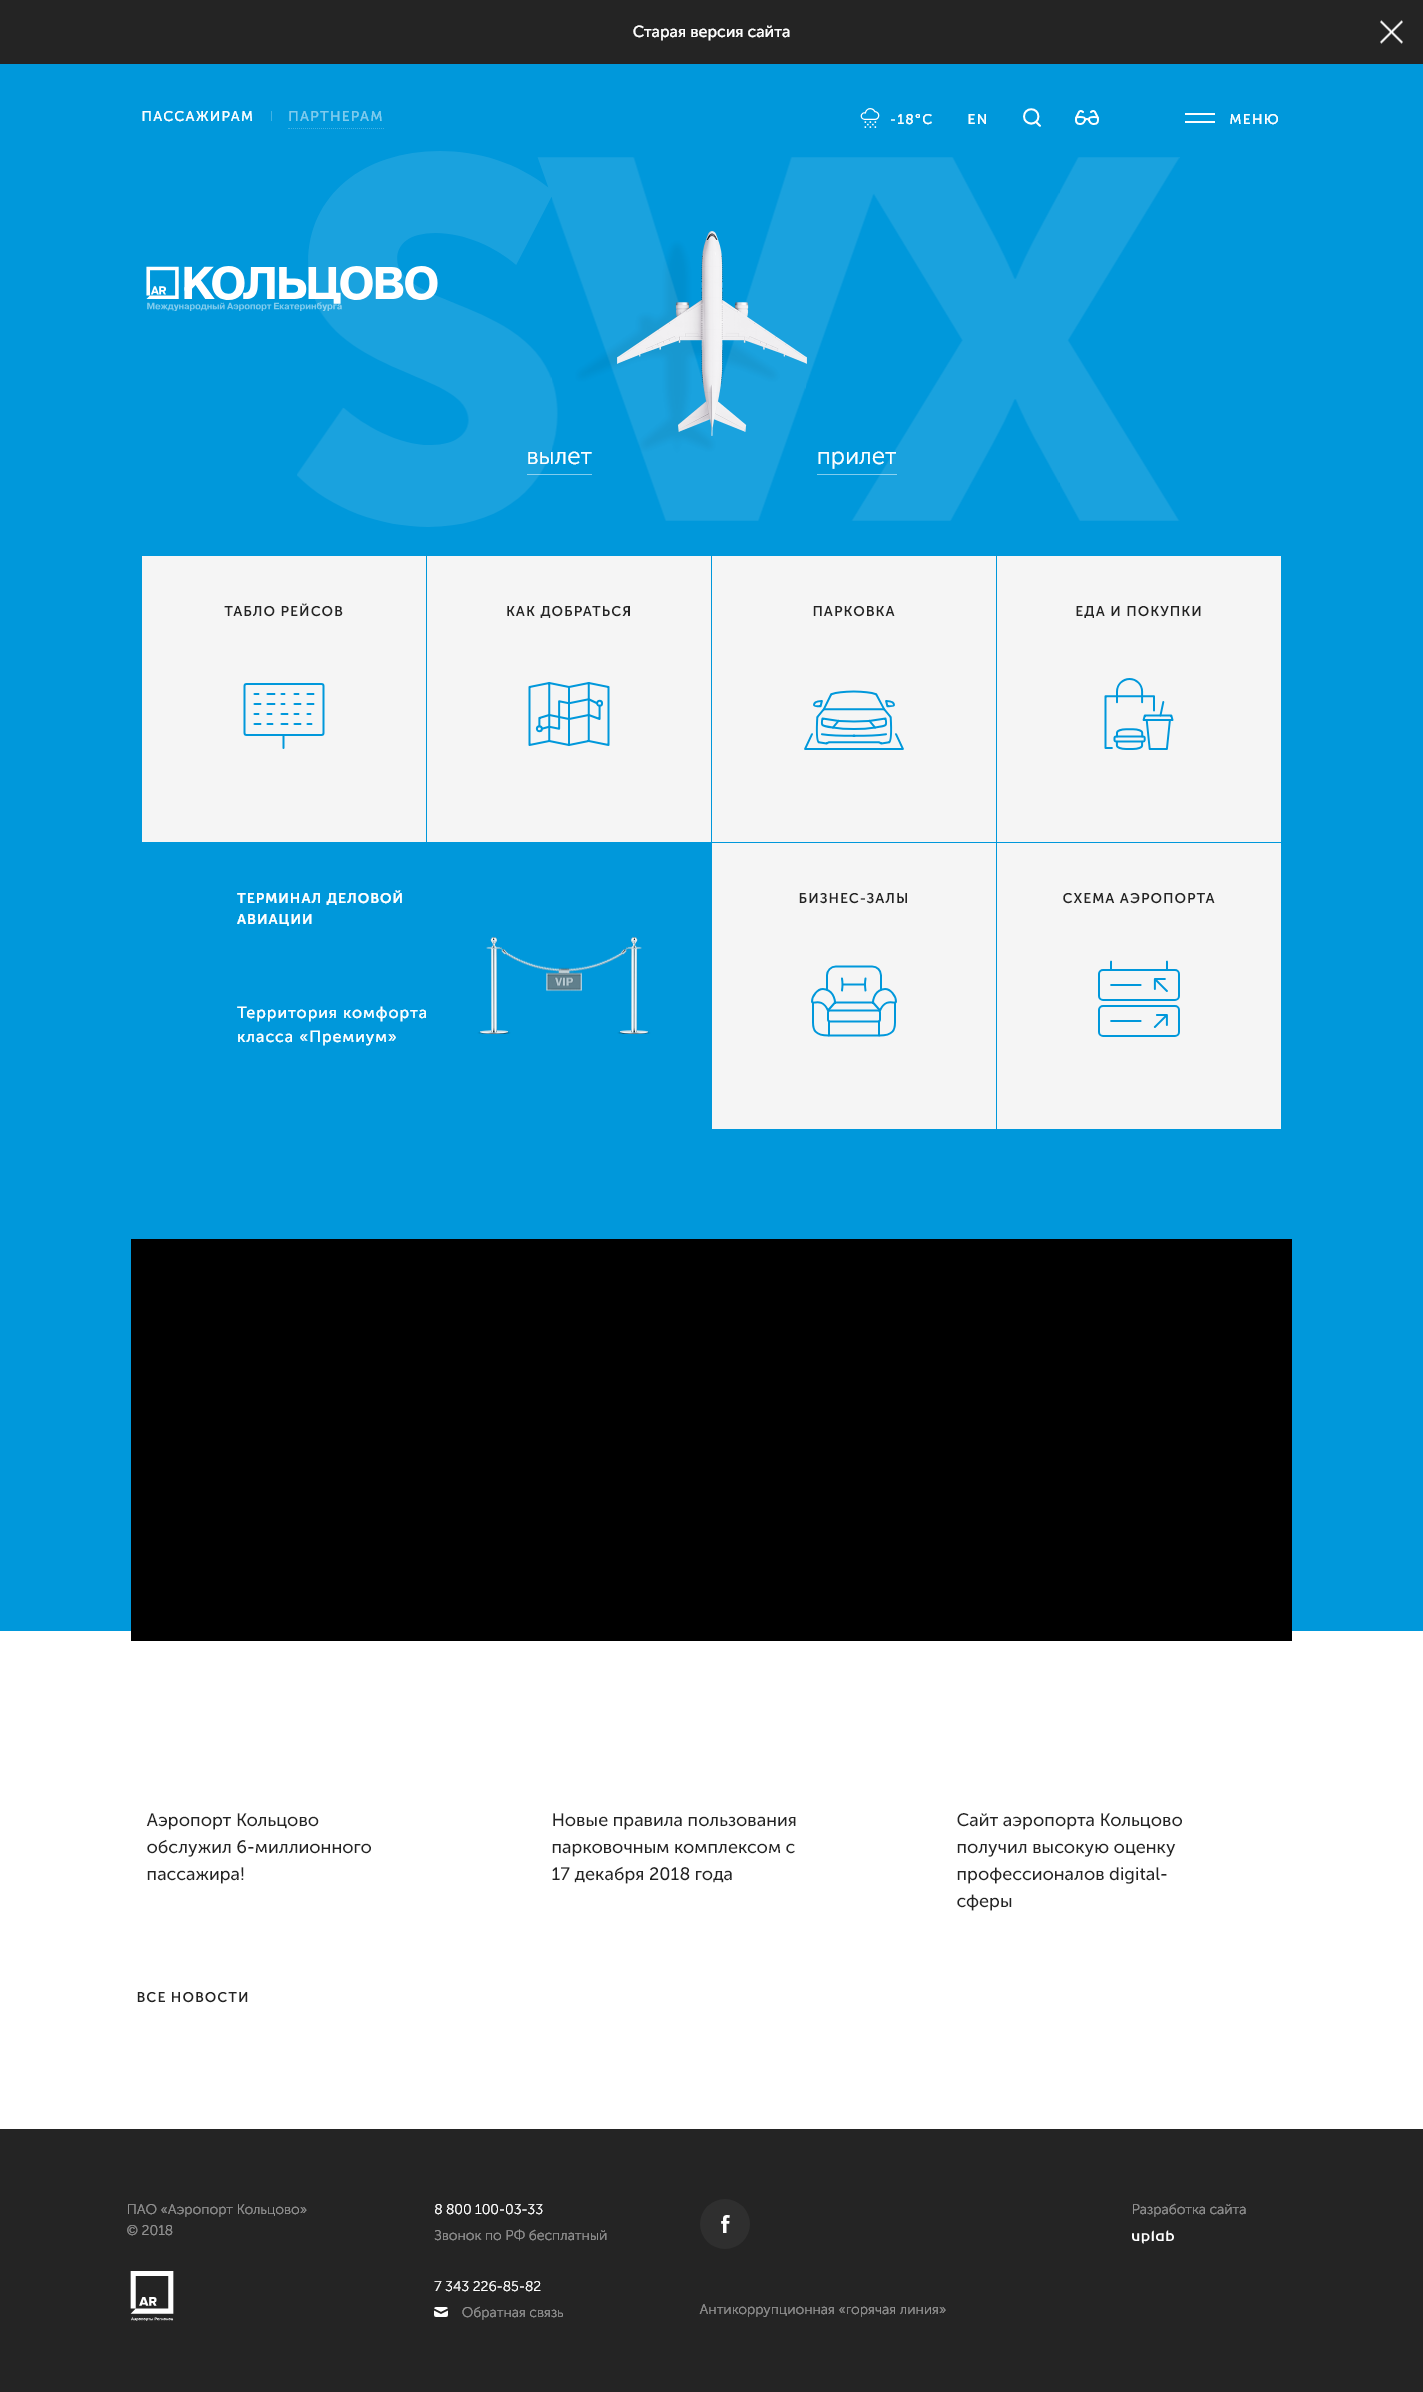 Старая версия сайта
ПАССАЖИРАМ
ПАРТНЕРАМ
-18°C
EN
МЕНЮ
SVX
AR
КОЛЬЦОВО
Международный Аэропорт Екатеринбурга
вылет
прилет
ТАБЛО РЕЙСОВ
КАК ДОБРАТЬСЯ
ПАРКОВКА
ЕДА И ПОКУПКИ
ТЕРМИНАЛ ДЕЛОВОЙ
АВИАЦИИ
Территория комфорта
класса «Премиум»
VIP
БИЗНЕС-ЗАЛЫ
СХЕМА АЭРОПОРТА
Аэропорт Кольцово
обслужил 6-миллионного
пассажира!
Новые правила пользования
парковочным комплексом с
17 декабря 2018 года
Сайт аэропорта Кольцово
получил высокую оценку
профессионалов digital-
сферы
ВСЕ НОВОСТИ
ПАО «Аэропорт Кольцово»
© 2018
AR
Аэропорты Регионов
8 800 100-03-33
Звонок по РФ бесплатный
7 343 226-85-82
Обратная связь
f
Антикоррупционная «горячая линия»
Разработка сайта
uplab